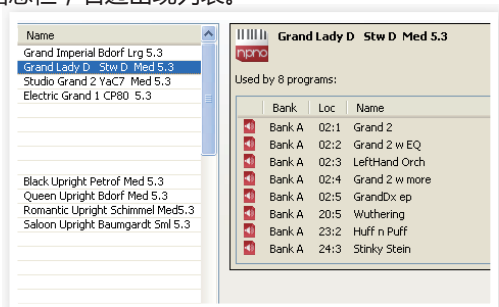 Name
Grand Imperial Bdorf Lrg 5.3
Grand Lady D Stw D Med 5.3
Studio Grand 2 YaC7 Med 5.3
Electric Grand 1 CP80 5.3
Black Upright Petrof Med 5.3
Queen Upright Bdorf Med 5.3
Romantic Upright Schimmel Med5.3
Saloon Upright Baumgardt Sml 5.3
npno
Grand Lady D Stw D Med 5.3
Used by 8 programs:
Bank Loc Name
Bank A 02:1 Grand 2
Bank A 02:2 Grand 2 w EQ
Bank A 02:3 LeftHand Orch
Bank A 02:4 Grand 2 w more
Bank A 02:5 GrandDx ep
Bank A 20:5 Wuthering
Bank A 23:2 Huff n Puff
Bank A 24:3 Stinky Stein